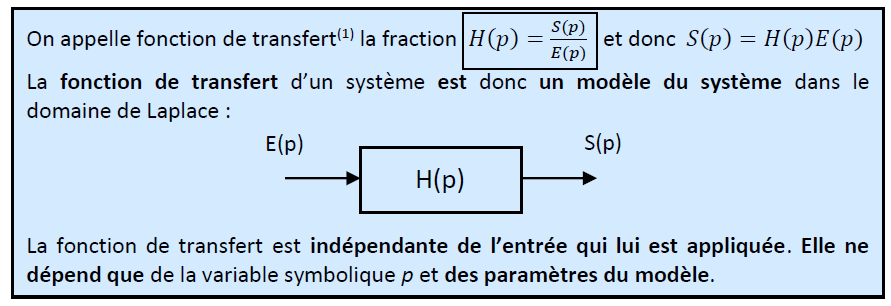 On appelle fonction de transfert⁽¹⁾ la fraction H(p) = S(p)/E(p) et donc S(p) = H(p)E(p)
La fonction de transfert d’un système est donc un modèle du système dans le
domaine de Laplace :
E(p) S(p)
H(p)
La fonction de transfert est indépendante de l’entrée qui lui est appliquée. Elle ne
dépend que de la variable symbolique p et des paramètres du modèle.